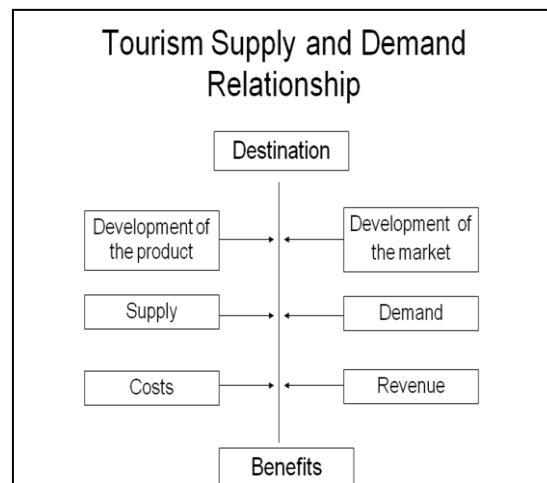 Tourism Supply and Demand
Relationship
Destination
Development of
the product
Development of
the market
Supply
Demand
Costs
Revenue
Benefits